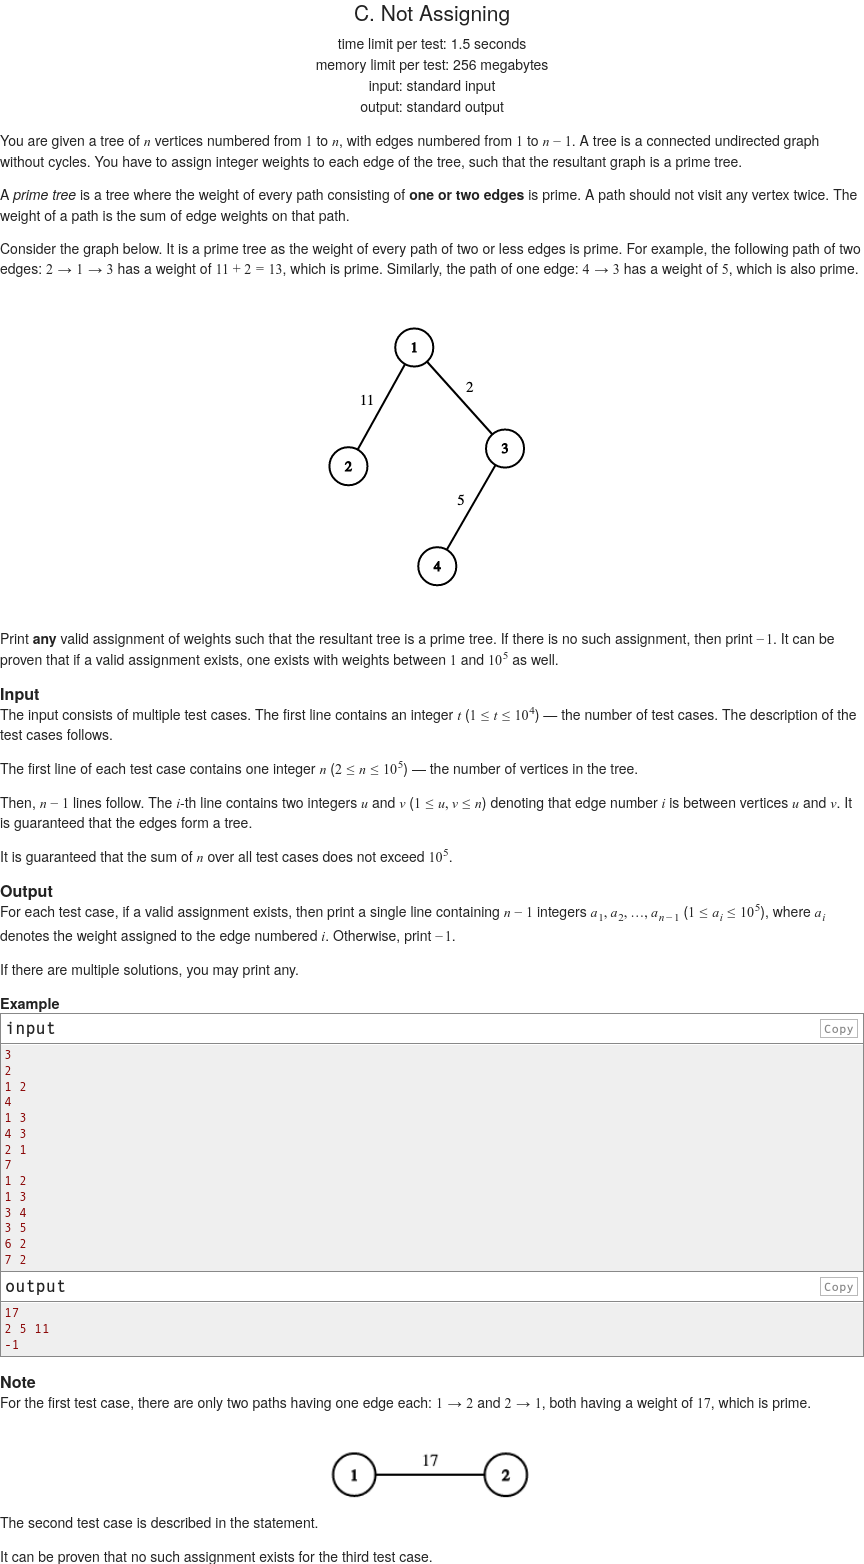 C. Not Assigning
time limit per test: 1.5 seconds
memory limit per test: 256 megabytes
input: standard input
output: standard output
You are given a tree of n vertices numbered from 1 to n, with edges numbered from 1 to n − 1. A tree is a connected undirected graph
without cycles. You have to assign integer weights to each edge of the tree, such that the resultant graph is a prime tree.
A prime tree is a tree where the weight of every path consisting of one or two edges is prime. A path should not visit any vertex twice. The
weight of a path is the sum of edge weights on that path.
Consider the graph below. It is a prime tree as the weight of every path of two or less edges is prime. For example, the following path of two
edges: 2 → 1 → 3 has a weight of 11 + 2 = 13, which is prime. Similarly, the path of one edge: 4 → 3 has a weight of 5, which is also prime.
1
11
2
2
3
5
4
Print any valid assignment of weights such that the resultant tree is a prime tree. If there is no such assignment, then print −1. It can be
proven that if a valid assignment exists, one exists with weights between 1 and 10^5 as well.
Input
The input consists of multiple test cases. The first line contains an integer t (1 ≤ t ≤ 10^4) — the number of test cases. The description of the
test cases follows.
The first line of each test case contains one integer n (2 ≤ n ≤ 10^5) — the number of vertices in the tree.
Then, n − 1 lines follow. The i-th line contains two integers u and v (1 ≤ u, v ≤ n) denoting that edge number i is between vertices u and v. It
is guaranteed that the edges form a tree.
It is guaranteed that the sum of n over all test cases does not exceed 10^5.
Output
For each test case, if a valid assignment exists, then print a single line containing n − 1 integers a_1, a_2, …, a_{n−1} (1 ≤ a_i ≤ 10^5), where a_i
denotes the weight assigned to the edge numbered i. Otherwise, print −1.
If there are multiple solutions, you may print any.
Example
input Copy
3
2
1 2
4
1 3
4 3
2 1
7
1 2
1 3
3 4
3 5
6 2
7 2
output Copy
17
2 5 11
-1
Note
For the first test case, there are only two paths having one edge each: 1 → 2 and 2 → 1, both having a weight of 17, which is prime.
1 17 2
The second test case is described in the statement.
It can be proven that no such assignment exists for the third test case.